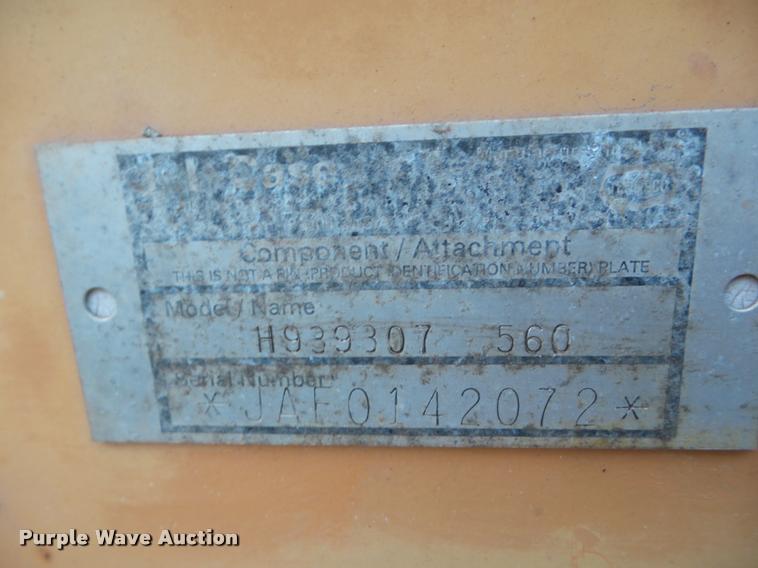 J I Case
Component / Attachment
THIS IS NOT A PIN (PRODUCT IDENTIFICATION NUMBER) PLATE
Model / Name
H939307 560
Serial Number
*JAF0142072*
Purple Wave Auction